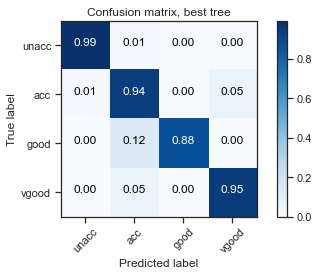 Confusion matrix, best tree
True label
unacc 0.99 0.01 0.00 0.00
acc 0.01 0.94 0.00 0.05
good 0.00 0.12 0.88 0.00
vgood 0.00 0.05 0.00 0.95
unacc acc good vgood
Predicted label
0.8
0.6
0.4
0.2
0.0